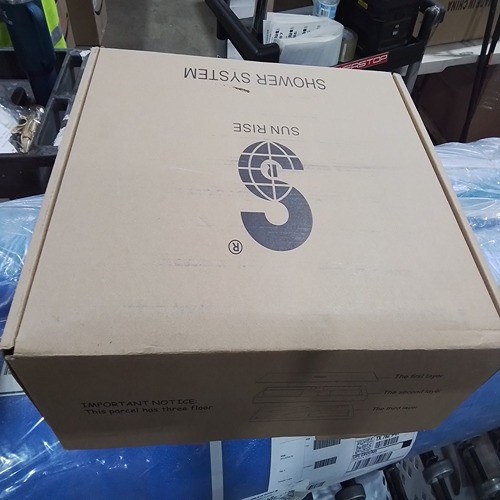 SHOWER SYSTEM
SUN RISE
S
®
IMPORTANT NOTICE:
This parcel has three floor
The first layer
The second layer
The third layer